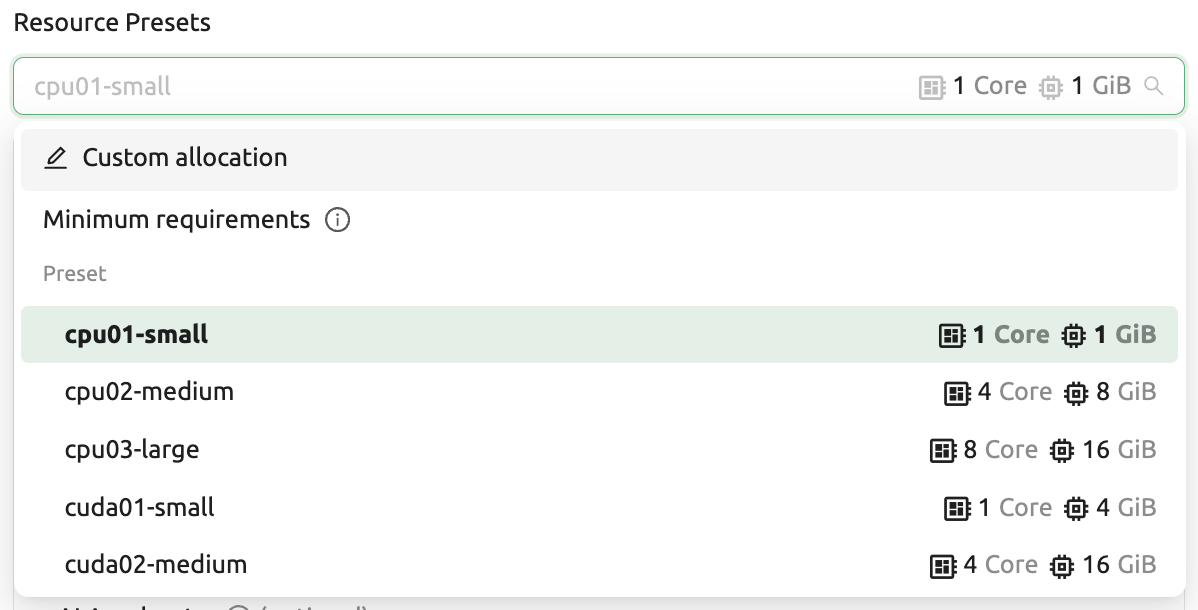 Resource Presets
cpu01-small 1 Core 1 GiB
Custom allocation
Minimum requirements
Preset
cpu01-small 1 Core 1 GiB
cpu02-medium 4 Core 8 GiB
cpu03-large 8 Core 16 GiB
cuda01-small 1 Core 4 GiB
cuda02-medium 4 Core 16 GiB